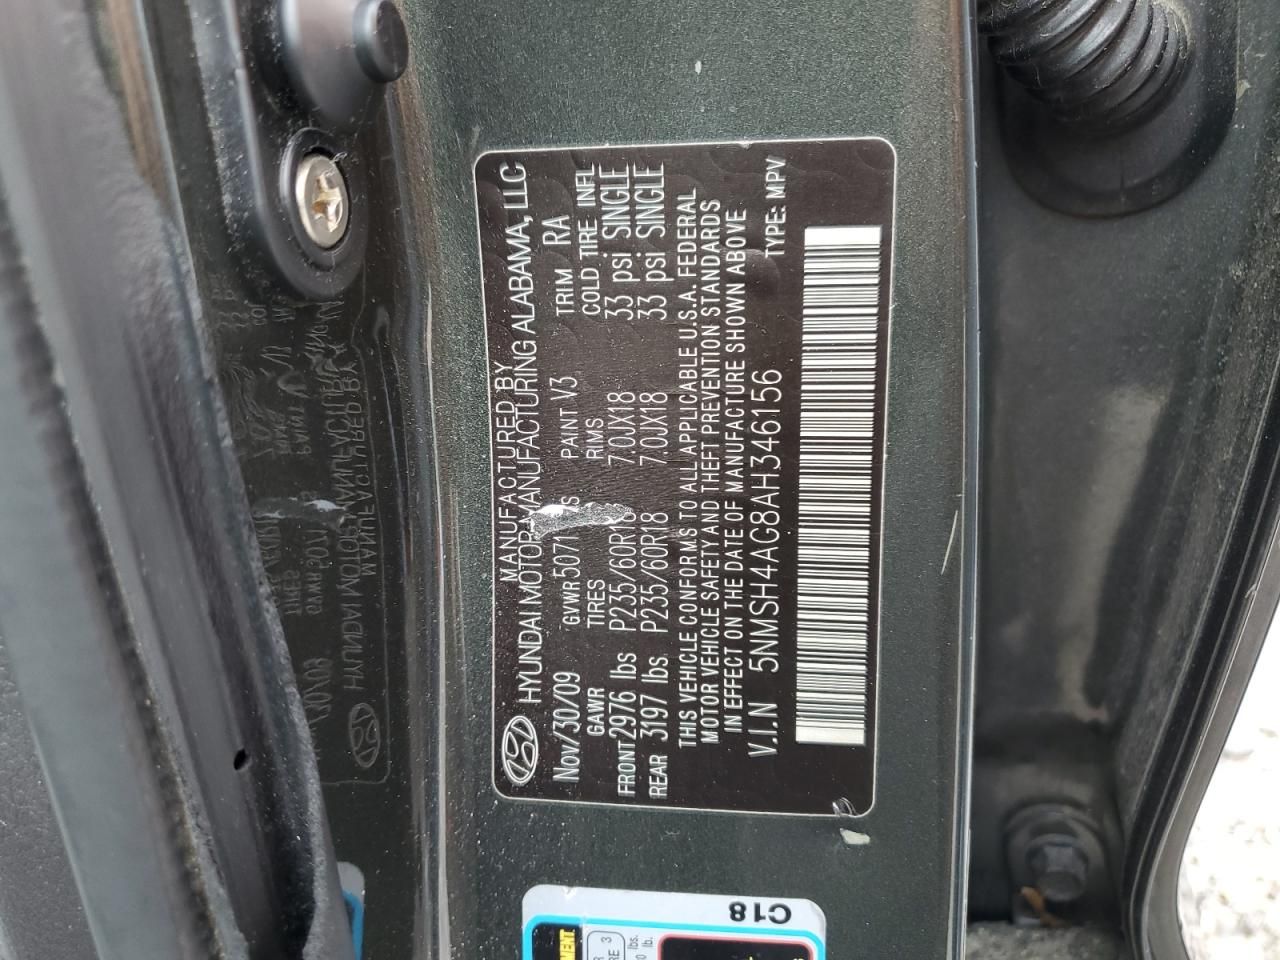 MANUFACTURED BY
HYUNDAI MOTOR MANUFACTURING ALABAMA, LLC
Nov/30/09 GVWR 5071 PAINT V3 TRIM RA
GAWR TIRES RIMS COLD TIRE INFL
FRONT 2976 lbs P235/60R18 7.0JX18 33 psi SINGLE
REAR 3197 lbs P235/60R18 7.0JX18 33 psi SINGLE
THIS VEHICLE CONFORMS TO ALL APPLICABLE U.S.A. FEDERAL
MOTOR VEHICLE SAFETY AND THEFT PREVENTION STANDARDS
IN EFFECT ON THE DATE OF MANUFACTURE SHOWN ABOVE
V.I.N 5NMSH4AG8AH346156 TYPE: MPV
C18